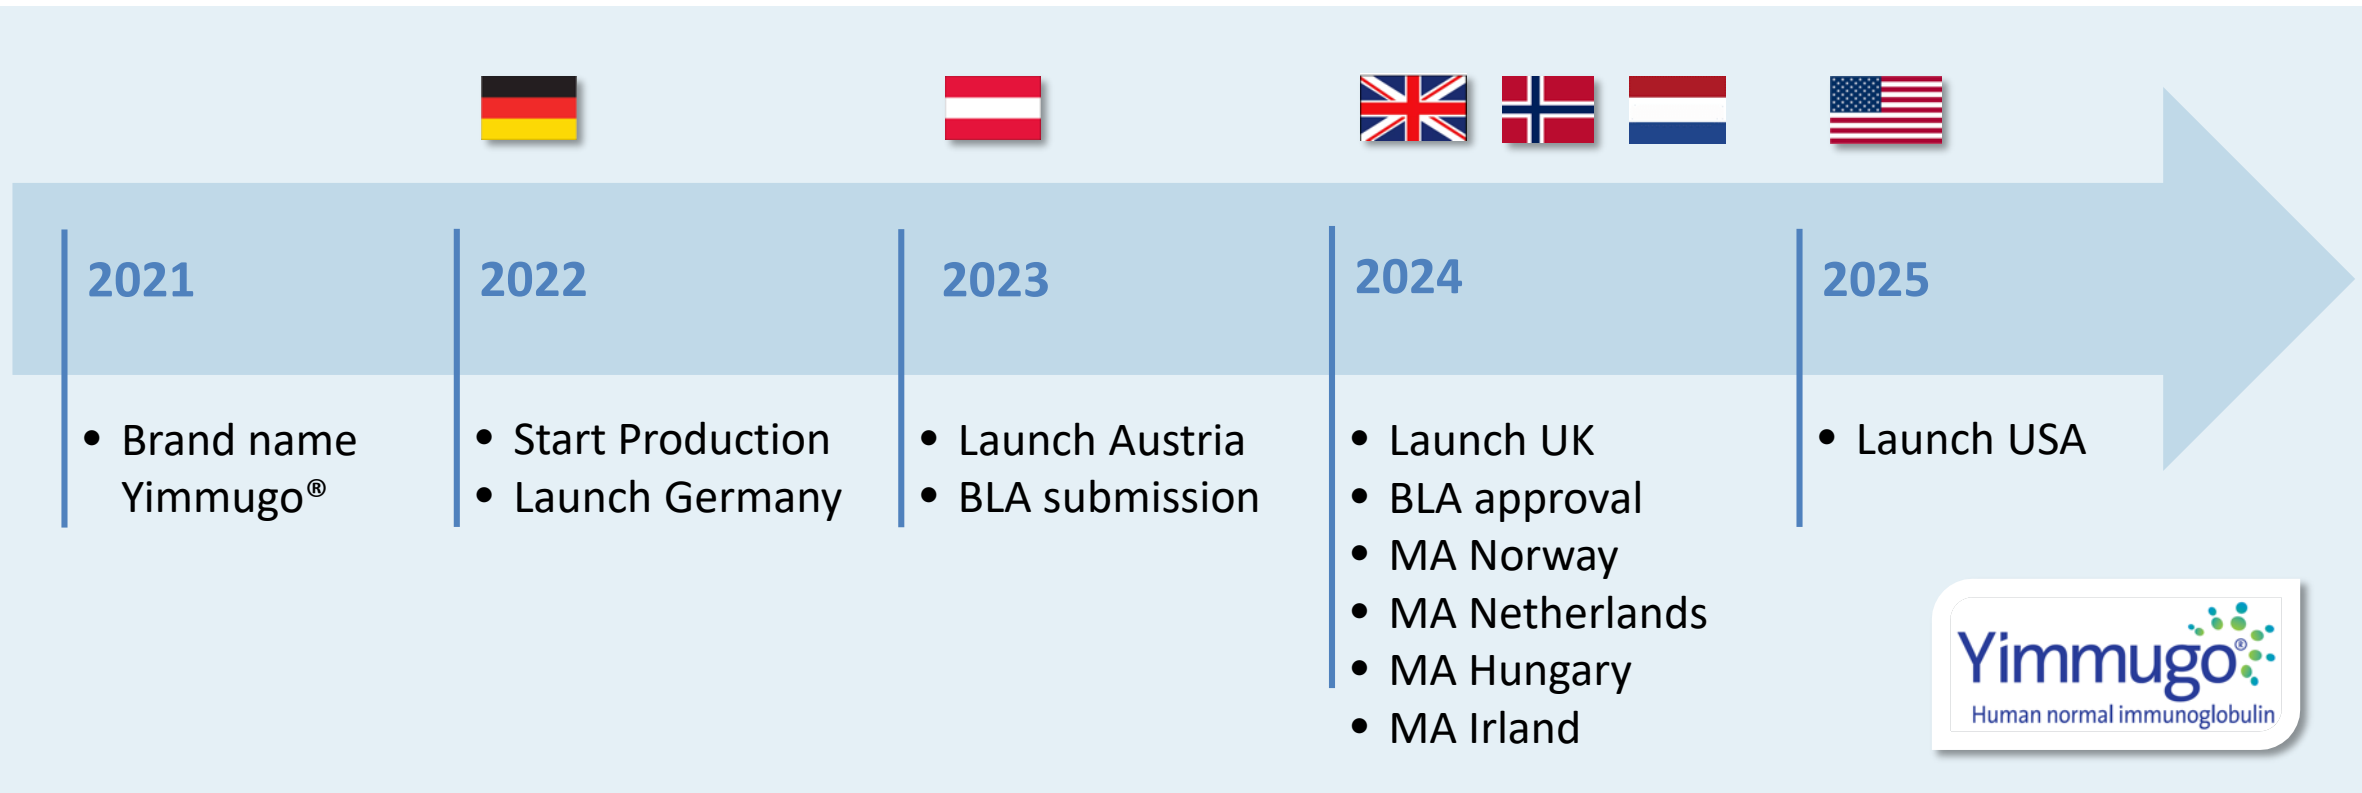 2021
• Brand name
Yimmugo®
2022
• Start Production
• Launch Germany
2023
• Launch Austria
• BLA submission
2024
• Launch UK
• BLA approval
• MA Norway
• MA Netherlands
• MA Hungary
• MA Irland
2025
• Launch USA
Yimmugo®
Human normal immunoglobulin